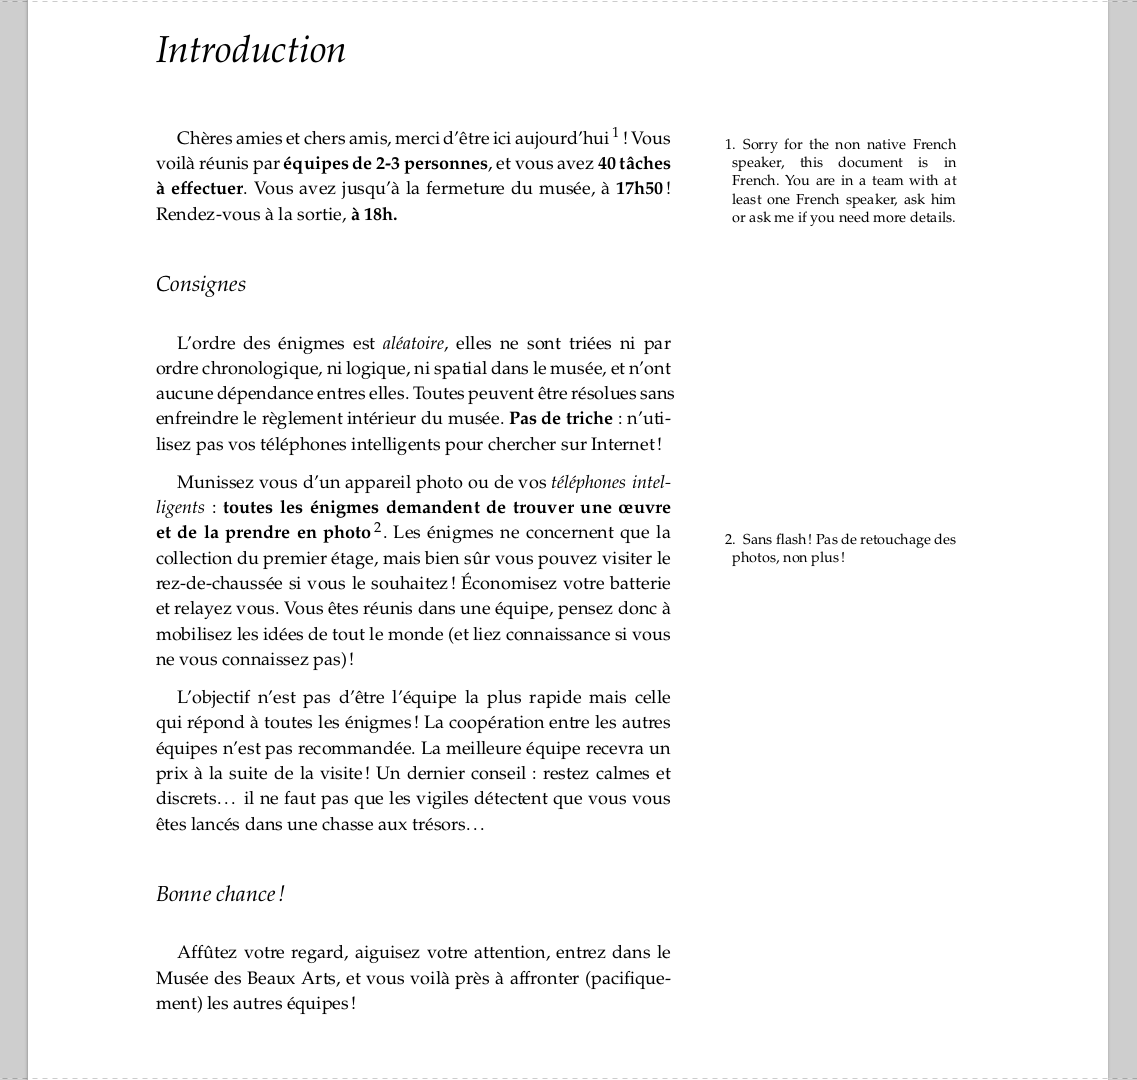 Introduction
Chères amies et chers amis, merci d'être ici aujourd'hui 1 ! Vous
voilà réunis par équipes de 2-3 personnes, et vous avez 40 tâches
à effectuer. Vous avez jusqu'à la fermeture du musée, à 17h50 !
Rendez-vous à la sortie, à 18h.
1. Sorry for the non native French
speaker, this document is in
French. You are in a team with at
least one French speaker, ask him
or ask me if you need more details.
Consignes
L'ordre des énigmes est aléatoire, elles ne sont triées ni par
ordre chronologique, ni logique, ni spatial dans le musée, et n'ont
aucune dépendance entres elles. Toutes peuvent être résolues sans
enfreindre le règlement intérieur du musée. Pas de triche : n'uti-
lisez pas vos téléphones intelligents pour chercher sur Internet !
Munissez vous d'un appareil photo ou de vos téléphones intel-
ligents : toutes les énigmes demandent de trouver une œuvre
et de la prendre en photo 2. Les énigmes ne concernent que la
collection du premier étage, mais bien sûr vous pouvez visiter le
rez-de-chaussée si vous le souhaitez ! Économisez votre batterie
et relayez vous. Vous êtes réunis dans une équipe, pensez donc à
mobilisez les idées de tout le monde (et liez connaissance si vous
ne vous connaissez pas) !
2. Sans flash ! Pas de retouchage des
photos, non plus !
L'objectif n'est pas d'être l'équipe la plus rapide mais celle
qui répond à toutes les énigmes ! La coopération entre les autres
équipes n'est pas recommandée. La meilleure équipe recevra un
prix à la suite de la visite ! Un dernier conseil : restez calmes et
discrets... il ne faut pas que les vigiles détectent que vous vous
êtes lancés dans une chasse aux trésors...
Bonne chance !
Affûtez votre regard, aiguisez votre attention, entrez dans le
Musée des Beaux Arts, et vous voilà près à affronter (pacifique-
ment) les autres équipes !